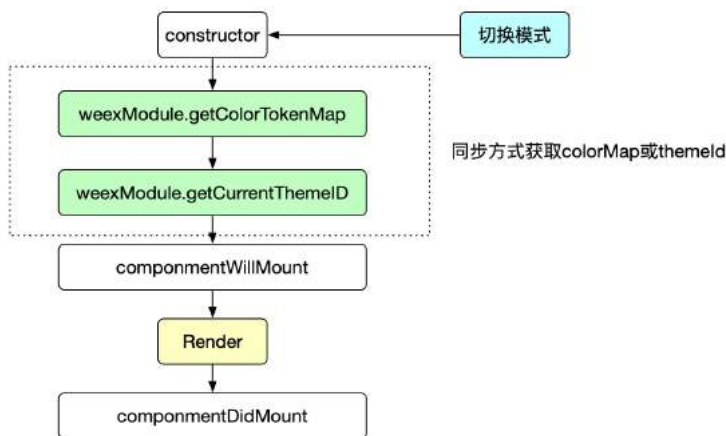 constructor
切换模式
weexModule.getColorTokenMap
同步方式获取colorMap或themeId
weexModule.getCurrentThemeID
componmentWillMount
Render
componmentDidMount